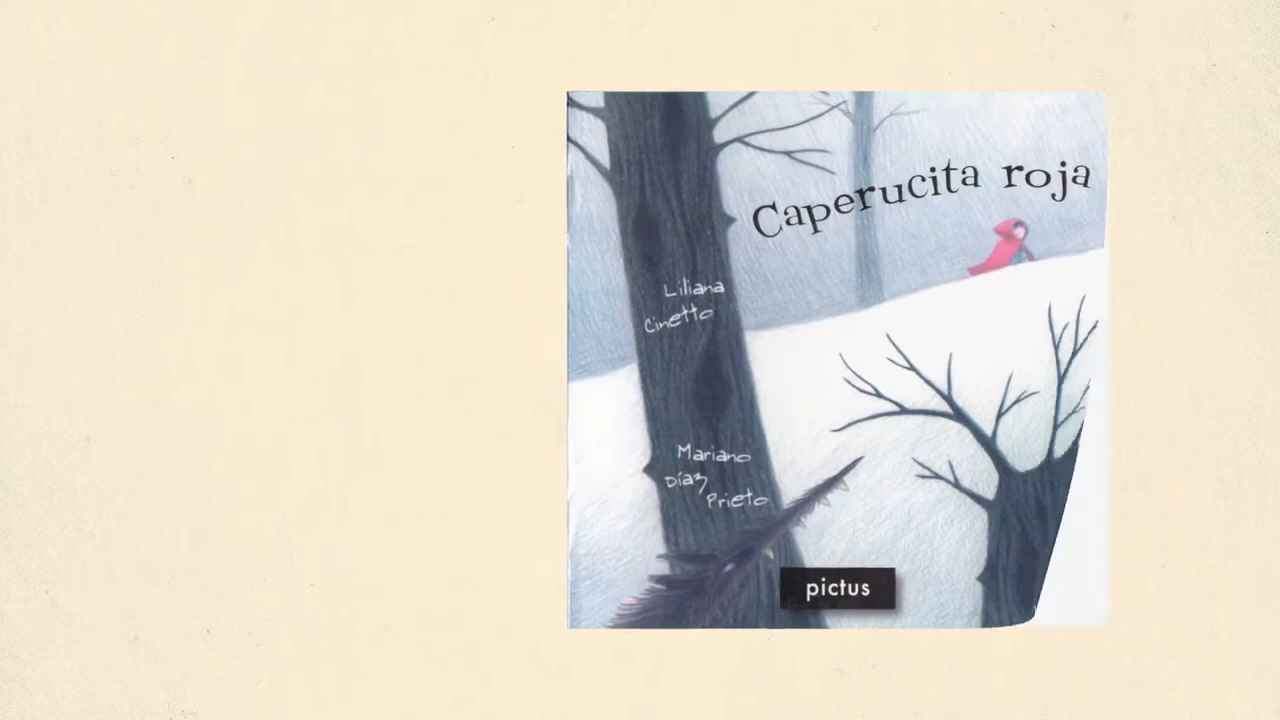 Caperucita roja
Liliana
Cinetto
Mariano
Díaz
Prieto
pictus